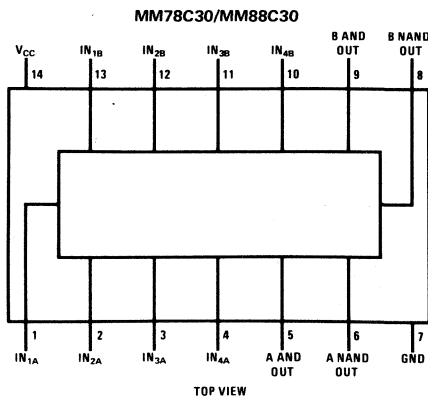 MM78C30/MM88C30
VCC IN1B IN2B IN3B IN4B B AND OUT B NAND OUT
14 13 12 11 10 9 8
1 2 3 4 5 6 7
IN1A IN2A IN3A IN4A A AND OUT A NAND OUT GND
TOP VIEW